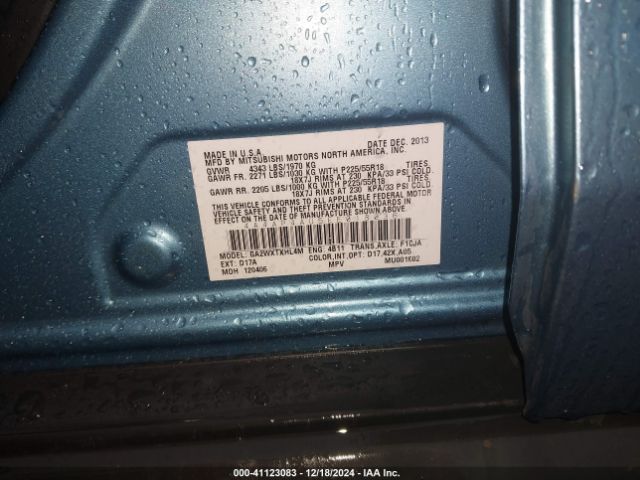 MADE IN U.S.A. DATE DEC. 2013
MFD BY MITSUBISHI MOTORS NORTH AMERICA, INC.
GVWR 4343 LBS/1970 KG
GAWR FR. 2271 LBS/1030 KG WITH P225/55R18 TIRES
18X7J RIMS AT 230 KPA/33 PSI COLD.
GAWR RR. 2205 LBS/1000 KG WITH P225/55R18 TIRES
18X7J RIMS AT 230 KPA/33 PSI COLD.
THIS VEHICLE CONFORMS TO ALL APPLICABLE FEDERAL MOTOR
VEHICLE SAFETY AND THEFT PREVENTION STANDARDS IN
EFFECT ON THE DATE OF MANUFACTURE SHOWN ABOVE.
MODEL: GA2WXTXHL4M ENG: 4B11 TRANS,AXLE: F1CJA
EXT: D17A COLOR,INT,OPT: D17,42X,A05
MDH 120406 MPV MU001K02
000-41123083 / 12/18/2024 - IAA Inc.